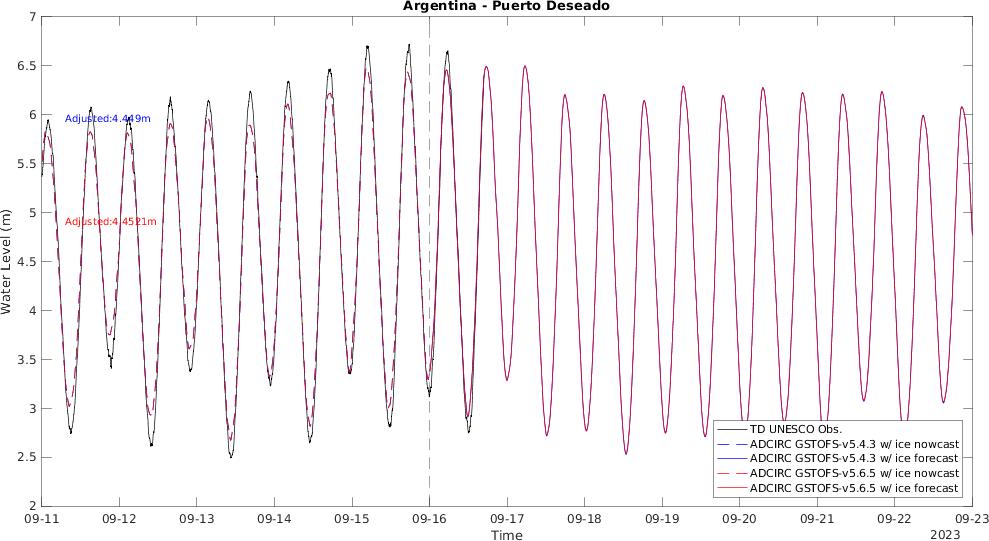 Argentina - Puerto Deseado
7
6.5
6
5.5
5
4.5
4
3.5
3
2.5
2
Water Level (m)
Adjusted:4.449m
Adjusted:4.4521m
TD UNESCO Obs.
ADCIRC GSTOFS-v5.4.3 w/ ice nowcast
ADCIRC GSTOFS-v5.4.3 w/ ice forecast
ADCIRC GSTOFS-v5.6.5 w/ ice nowcast
ADCIRC GSTOFS-v5.6.5 w/ ice forecast
09-11 09-12 09-13 09-14 09-15 09-16 09-17 09-18 09-19 09-20 09-21 09-22 09-23
Time
2023